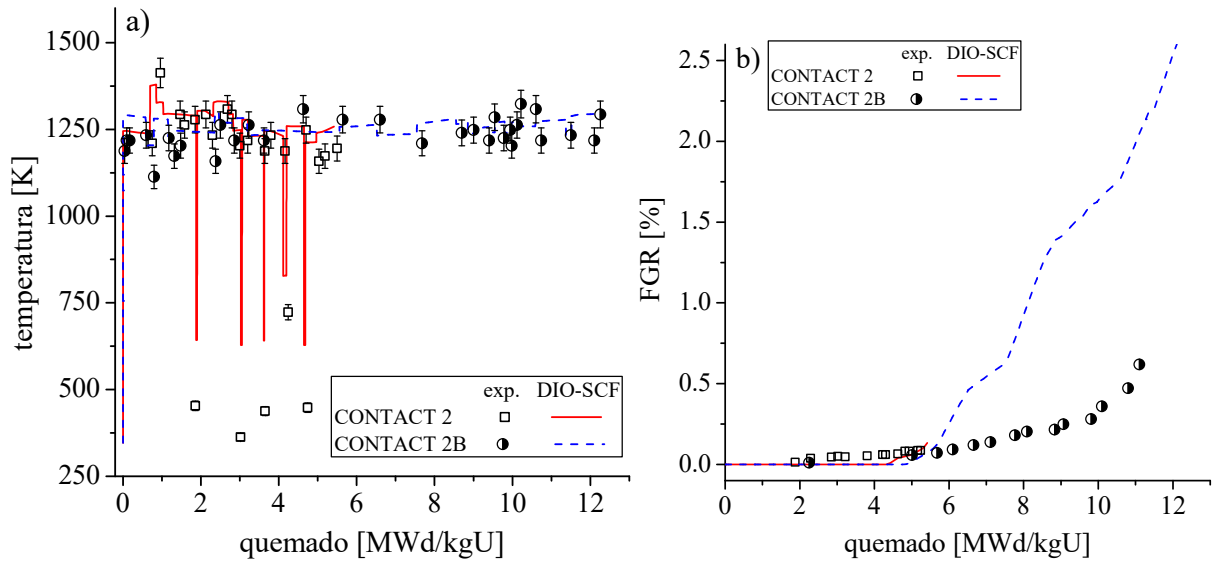 a)
1500
1250
1000
750
500
250
temperatura [K]
0 2 4 6 8 10 12
quemado [MWd/kgU]
exp. DIO-SCF
CONTACT 2
CONTACT 2B
b)
2.5
2.0
1.5
1.0
0.5
0.0
FGR [%]
0 2 4 6 8 10 12
quemado [MWd/kgU]
exp. DIO-SCF
CONTACT 2
CONTACT 2B